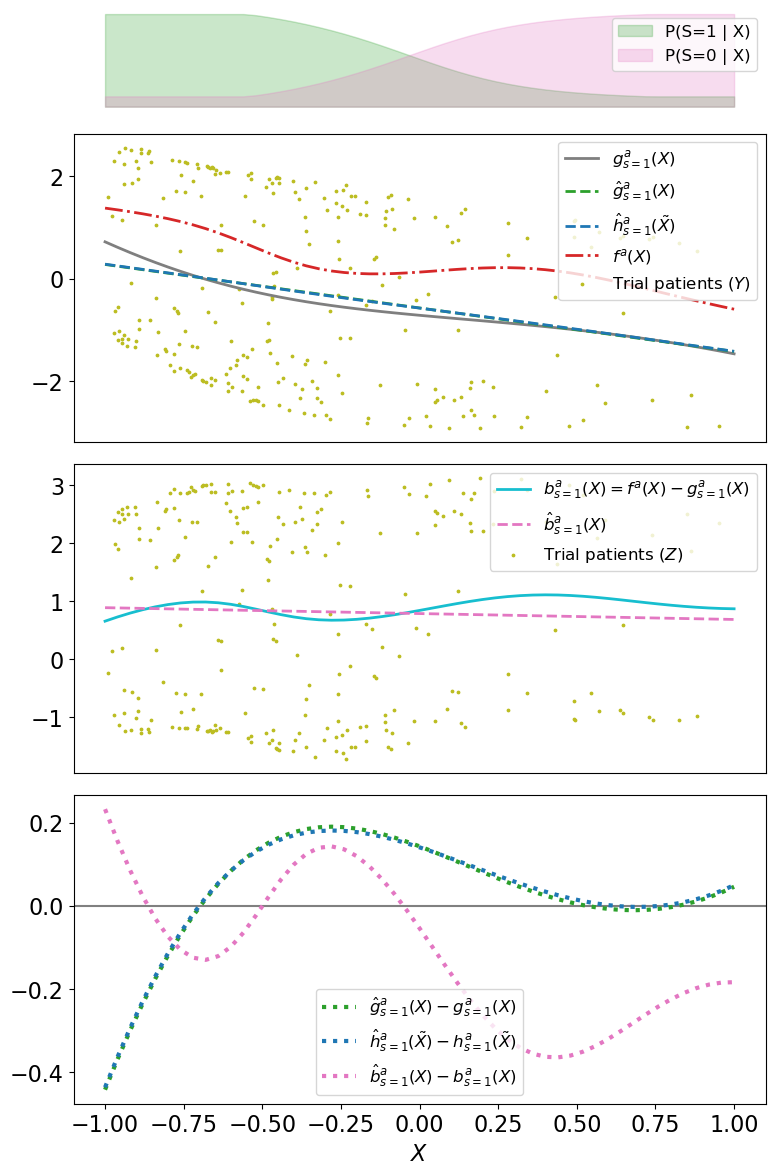 P(S=1 | X)
P(S=0 | X)
2
0
−2
g^a_{s=1}(X)
ĝ^a_{s=1}(X)
ĥ^a_{s=1}(X̃)
f^a(X)
Trial patients (Y)
3
2
1
0
−1
b^a_{s=1}(X) = f^a(X) − g^a_{s=1}(X)
b̂^a_{s=1}(X)
Trial patients (Z)
0.2
0.0
−0.2
−0.4
ĝ^a_{s=1}(X) − g^a_{s=1}(X)
ĥ^a_{s=1}(X̃) − h^a_{s=1}(X̃)
b̂^a_{s=1}(X) − b^a_{s=1}(X)
−1.00 −0.75 −0.50 −0.25 0.00 0.25 0.50 0.75 1.00
X